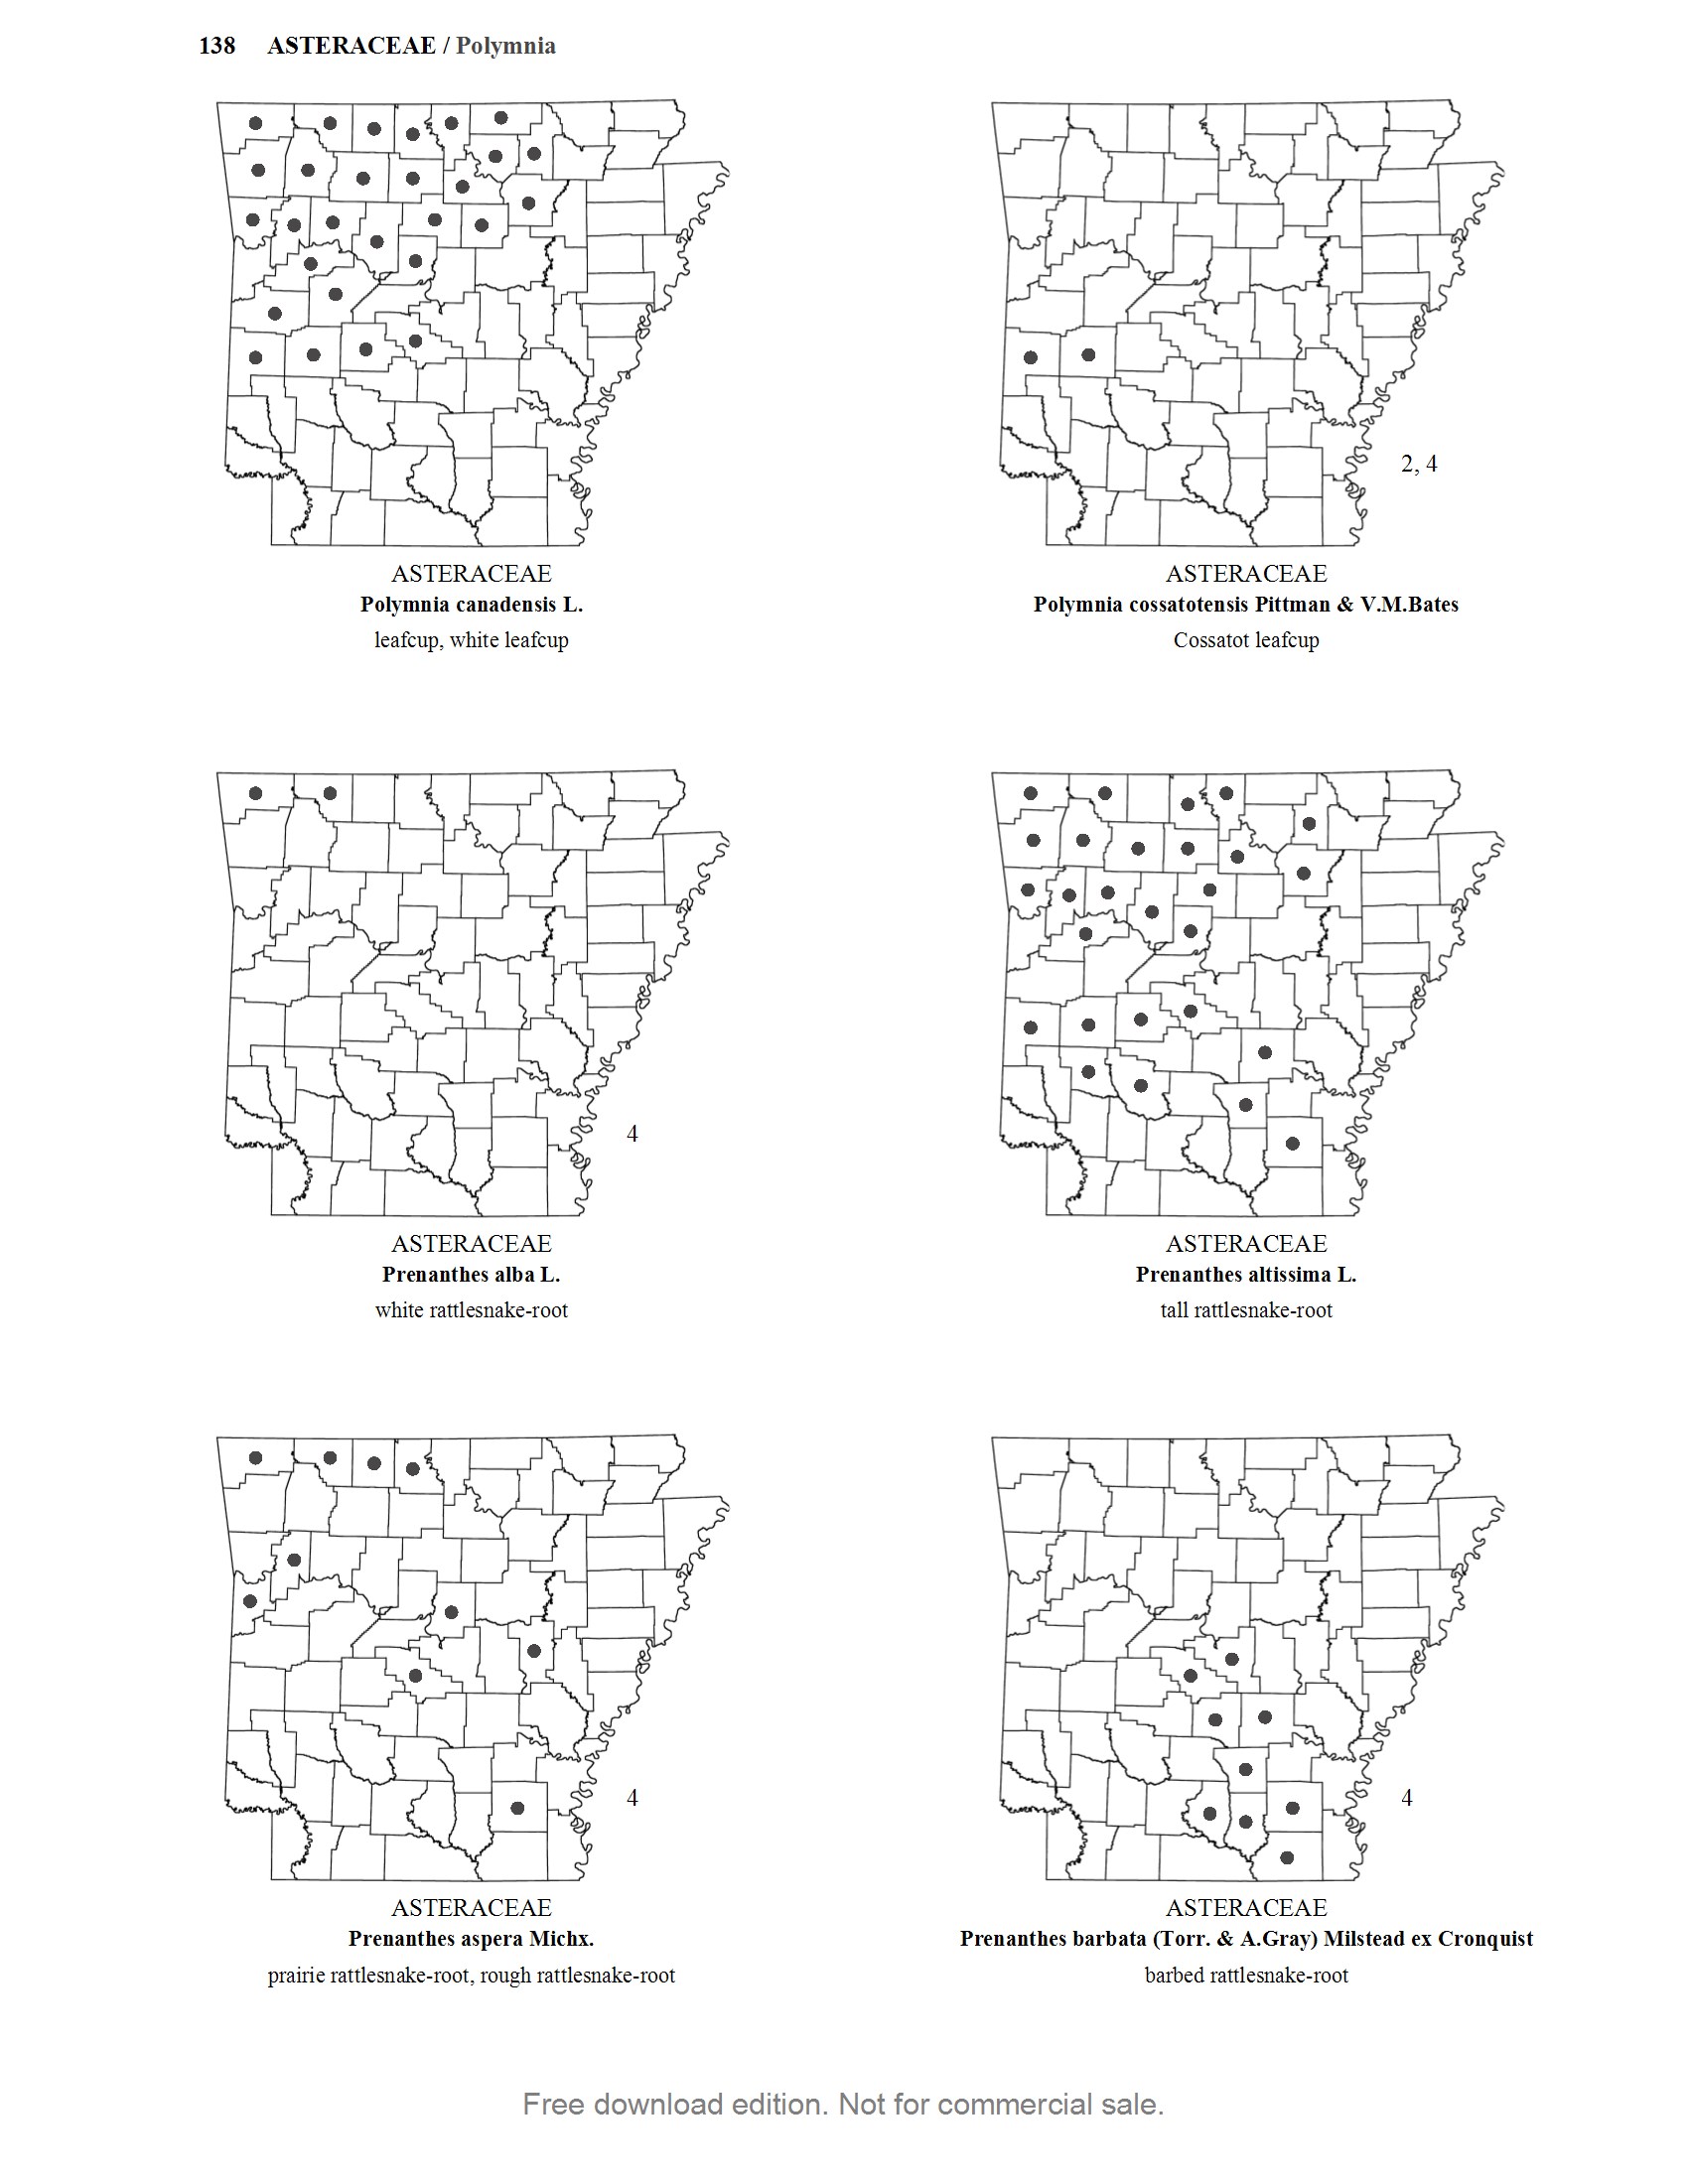 138 ASTERACEAE / Polymnia
2, 4
ASTERACEAE
Polymnia canadensis L.
leafcup, white leafcup
ASTERACEAE
Polymnia cossatotensis Pittman & V.M.Bates
Cossatot leafcup
4
ASTERACEAE
Prenanthes alba L.
white rattlesnake-root
ASTERACEAE
Prenanthes altissima L.
tall rattlesnake-root
4
ASTERACEAE
Prenanthes aspera Michx.
prairie rattlesnake-root, rough rattlesnake-root
4
ASTERACEAE
Prenanthes barbata (Torr. & A.Gray) Milstead ex Cronquist
barbed rattlesnake-root
Free download edition. Not for commercial sale.